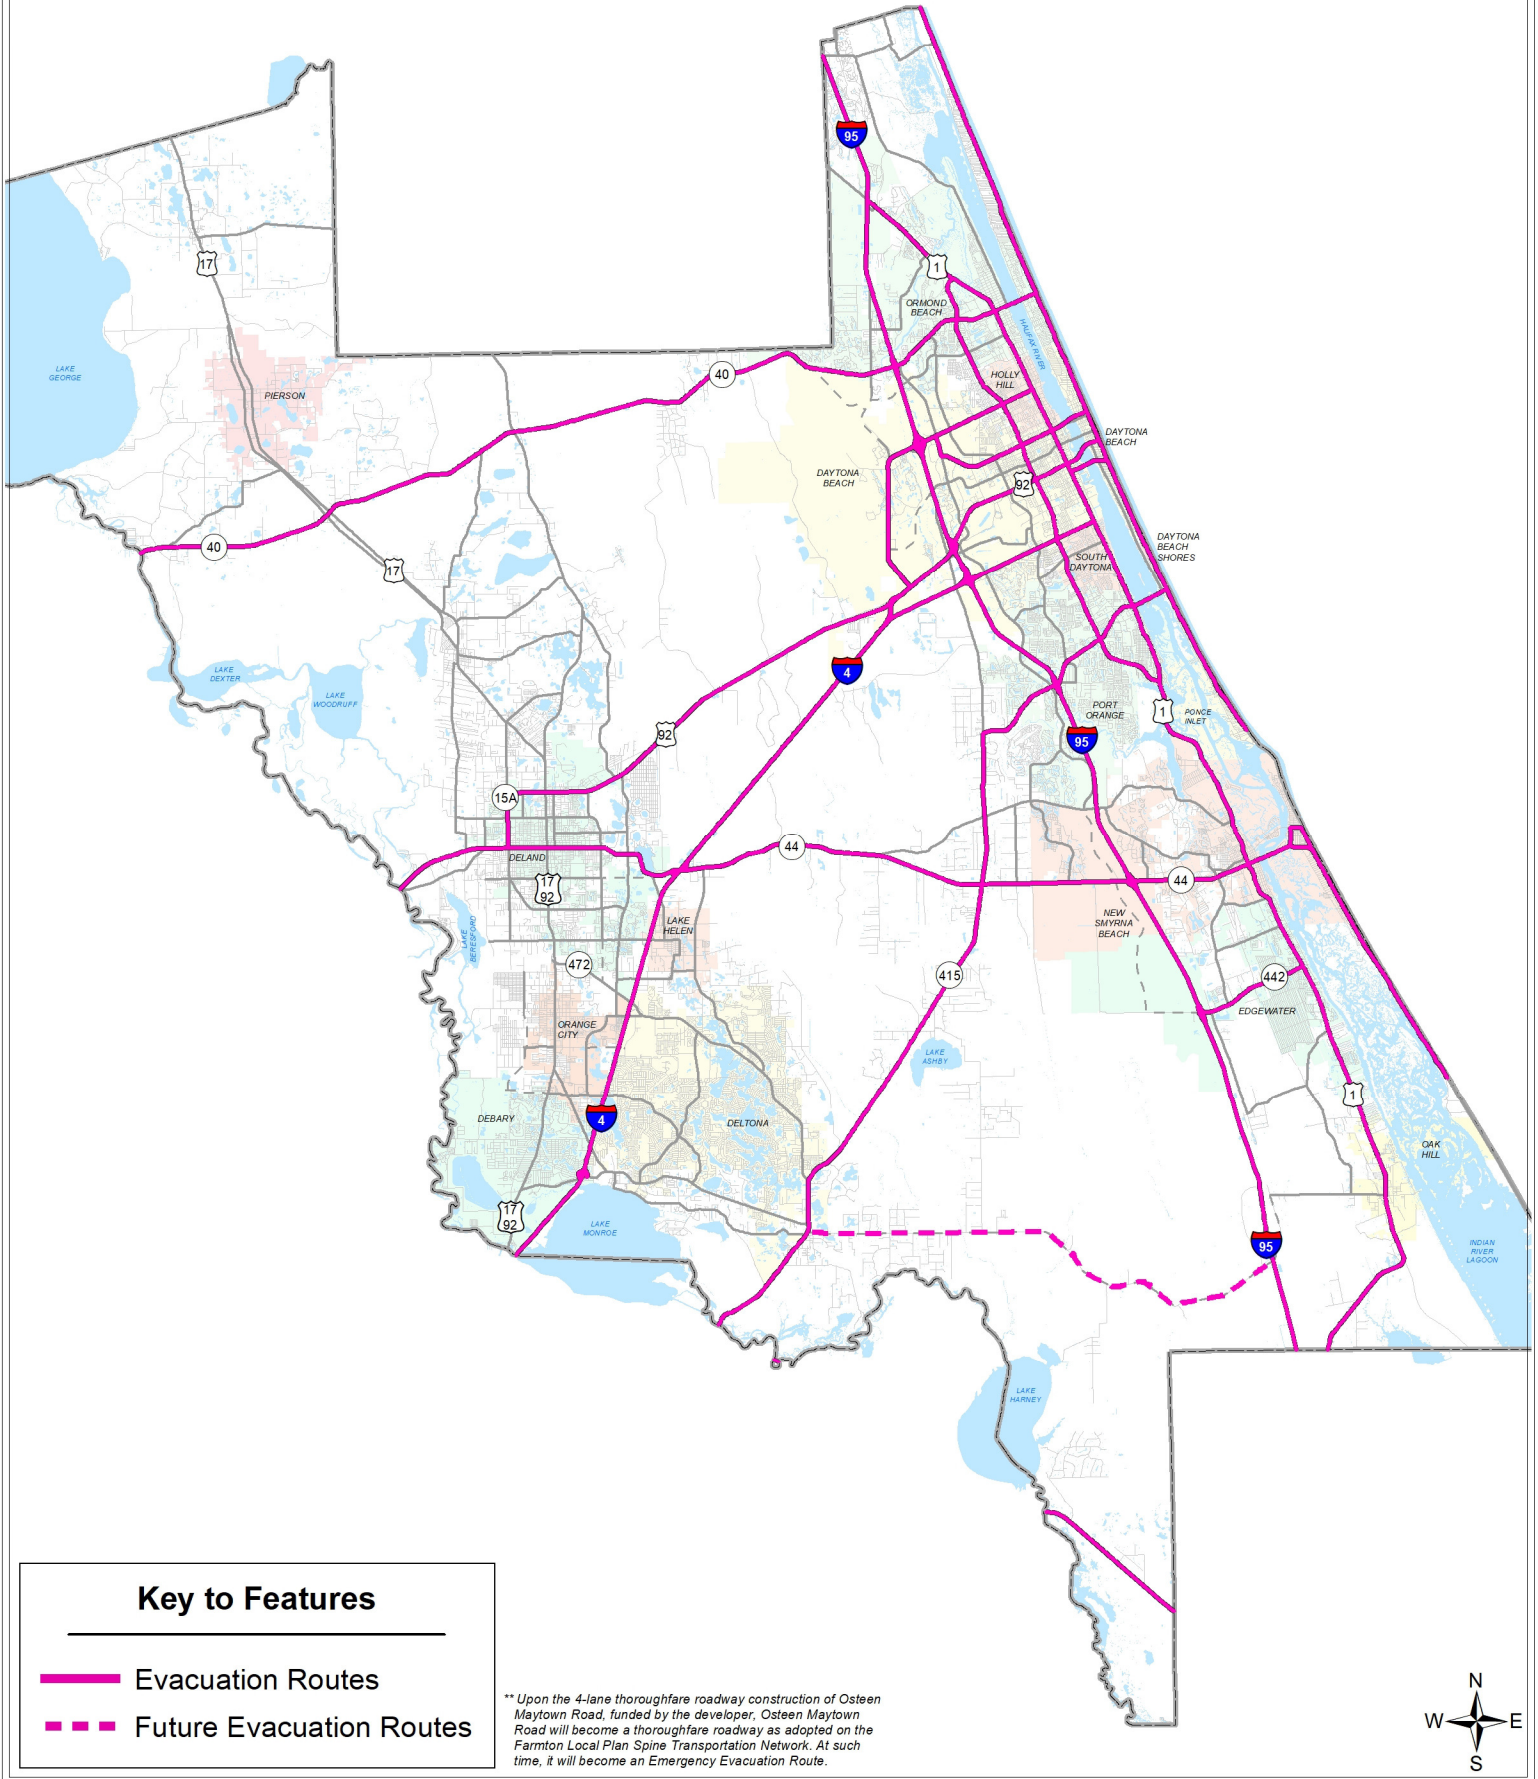 95
17
1
ORMOND
BEACH
HALIFAX RIVER
LAKE
GEORGE
40
HOLLY
HILL
PIERSON
DAYTONA
BEACH
DAYTONA
BEACH
92
40
17
DAYTONA
BEACH
SHORES
SOUTH
DAYTONA
LAKE
DEXTER
4
LAKE
WOODRUFF
PORT
ORANGE
1
PONCE
INLET
92
95
15A
44
DELAND
17
92
44
LAKE
HELEN
NEW
SMYRNA
BEACH
LAKE
BERESFORD
472
415
442
EDGEWATER
ORANGE
CITY
LAKE
ASHBY
1
DEBARY
4
DELTONA
OAK
HILL
17
92
LAKE
MONROE
95
INDIAN
RIVER
LAGOON
LAKE
HARNEY
Key to Features
Evacuation Routes
Future Evacuation Routes
** Upon the 4-lane thoroughfare roadway construction of Osteen
Maytown Road, funded by the developer, Osteen Maytown
Road will become a thoroughfare roadway as adopted on the
Farmton Local Plan Spine Transportation Network. At such
time, it will become an Emergency Evacuation Route.
N
W E
S